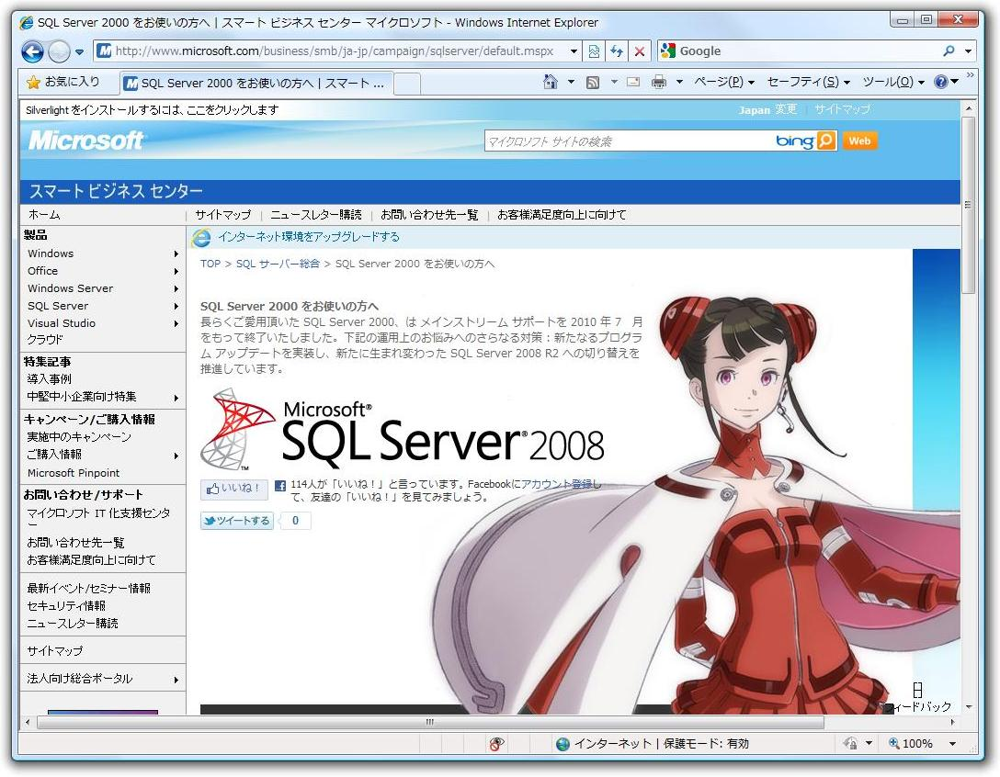 SQL Server 2000 をお使いの方へ | スマート ビジネス センター マイクロソフト - Windows Internet Explorer
http://www.microsoft.com/business/smb/ja-jp/campaign/sqlserver/default.mspx
Google
お気に入り
SQL Server 2000 をお使いの方へ | スマート ...
ページ(P)
セーフティ(S)
ツール(O)
Silverlight をインストールするには、ここをクリックします
Japan 変更 | サイトマップ
Microsoft
マイクロソフト サイトの検索
bing
Web
スマート ビジネス センター
ホーム
サイトマップ | ニュースレター購読 | お問い合わせ先一覧 | お客様満足度向上に向けて
製品
Windows
Office
Windows Server
SQL Server
Visual Studio
クラウド
特集記事
導入事例
中堅中小企業向け特集
キャンペーン/ご購入情報
実施中のキャンペーン
ご購入情報
Microsoft Pinpoint
お問い合わせ/サポート
マイクロソフト IT 化支援センタ
ー
お問い合わせ先一覧
お客様満足度向上に向けて
最新イベント/セミナー情報
セキュリティ情報
ニュースレター購読
サイトマップ
法人向け総合ポータル
インターネット環境をアップグレードする
TOP > SQL サーバー総合 > SQL Server 2000 をお使いの方へ
SQL Server 2000 をお使いの方へ
長らくご愛用頂いた SQL Server 2000、は メインストリーム サポートを 2010 年 7 月
をもって終了いたしました。下記の運用上のお悩みへのさらなる対策：新たなるプログラ
ム アップデートを実装し、新たに生まれ変わった SQL Server 2008 R2 への切り替えを
推進しています。
Microsoft®
SQL Server®2008
いいね！
114人が「いいね！」と言っています。Facebookにアカウント登録し
て、友達の「いいね！」を見てみましょう。
ツイートする
0
ィードバック
インターネット | 保護モード: 有効
100%